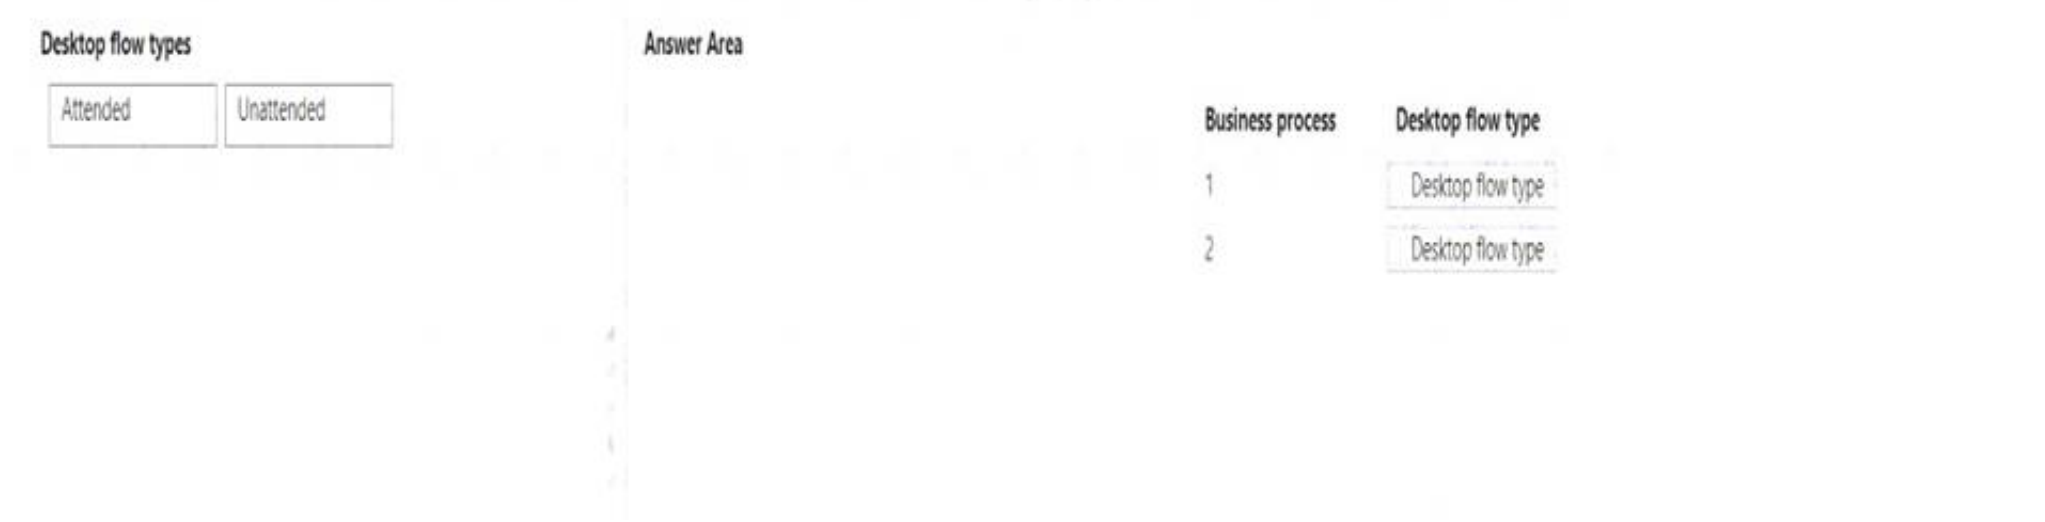 Desktop flow types
Attended
Unattended
Answer Area
Business process
Desktop flow type
1
Desktop flow type
2
Desktop flow type